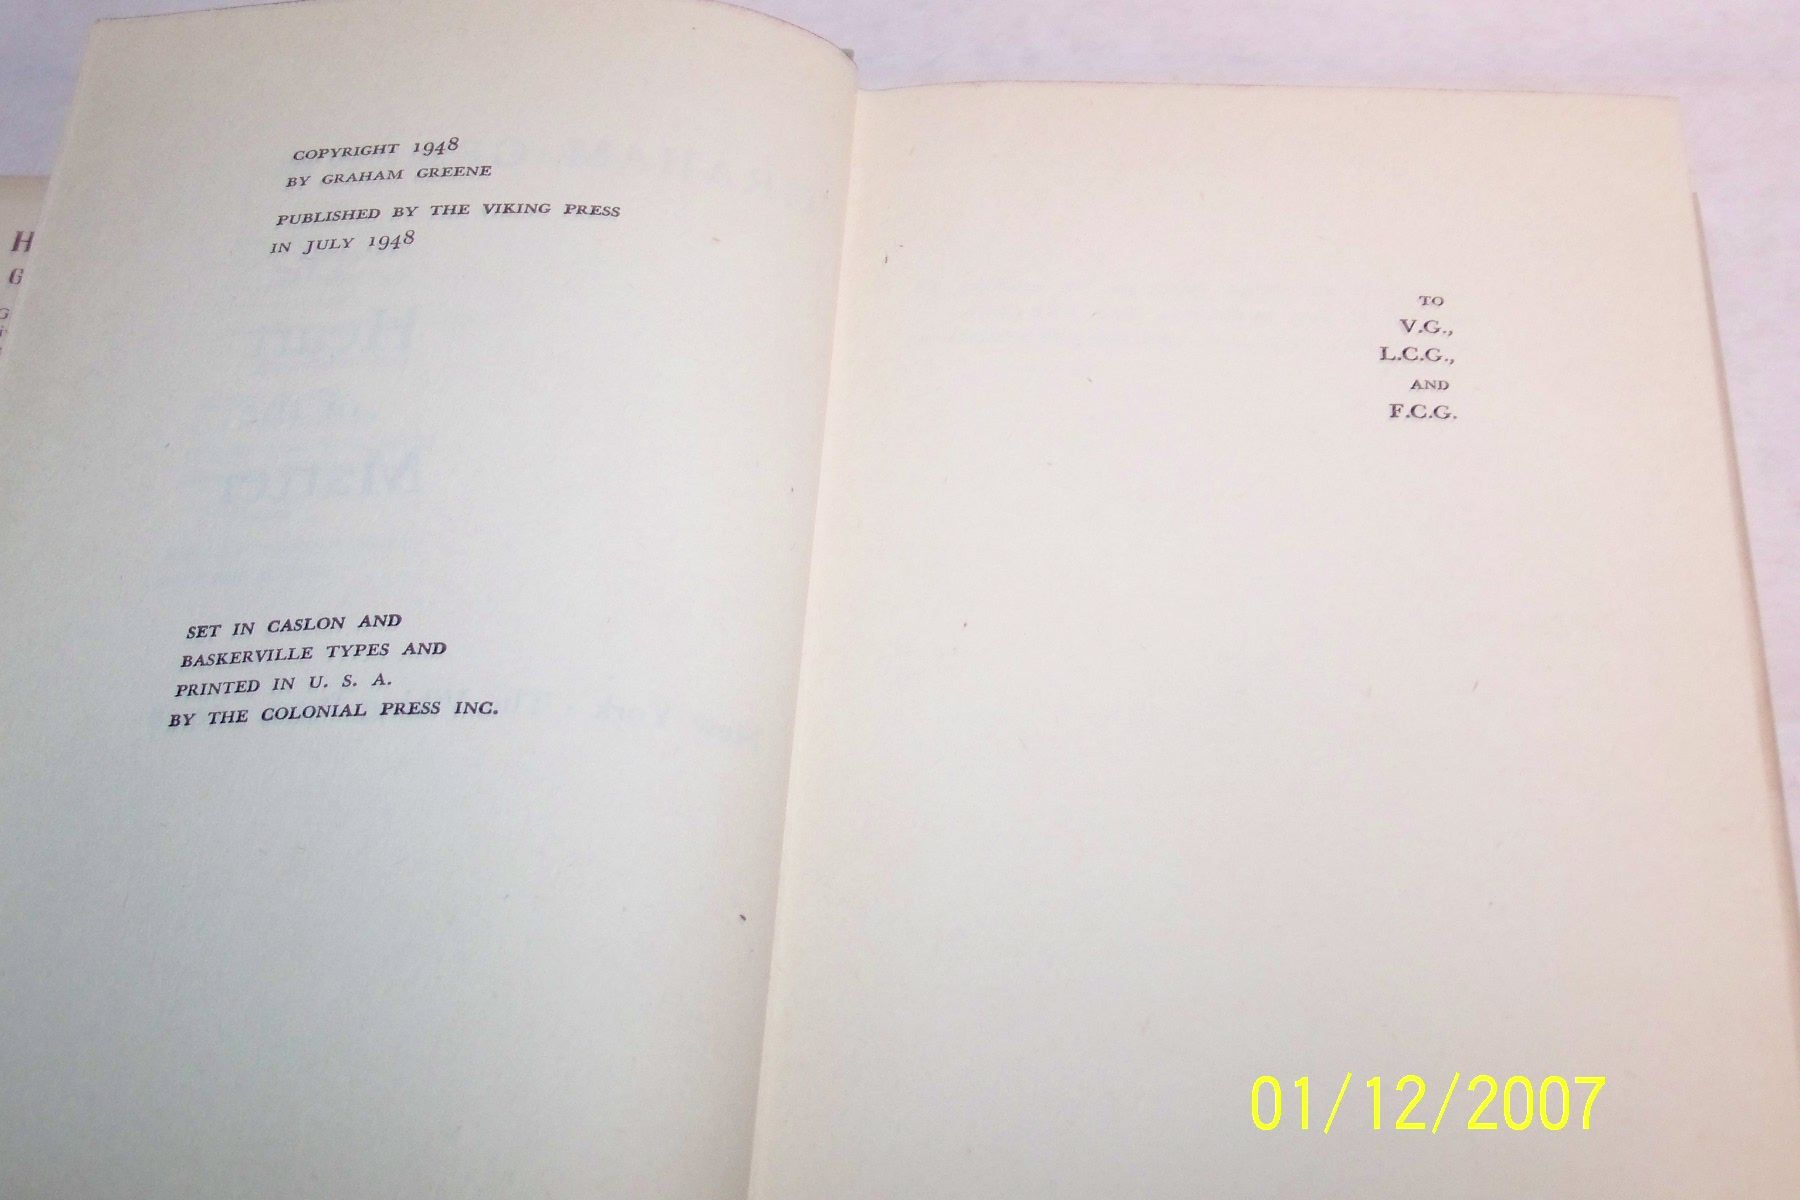 COPYRIGHT 1948
BY GRAHAM GREENE
PUBLISHED BY THE VIKING PRESS
IN JULY 1948
SET IN CASLON AND
BASKERVILLE TYPES AND
PRINTED IN U. S. A.
BY THE COLONIAL PRESS INC.
TO
V.G.,
L.C.G.,
AND
F.C.G.
01/12/2007